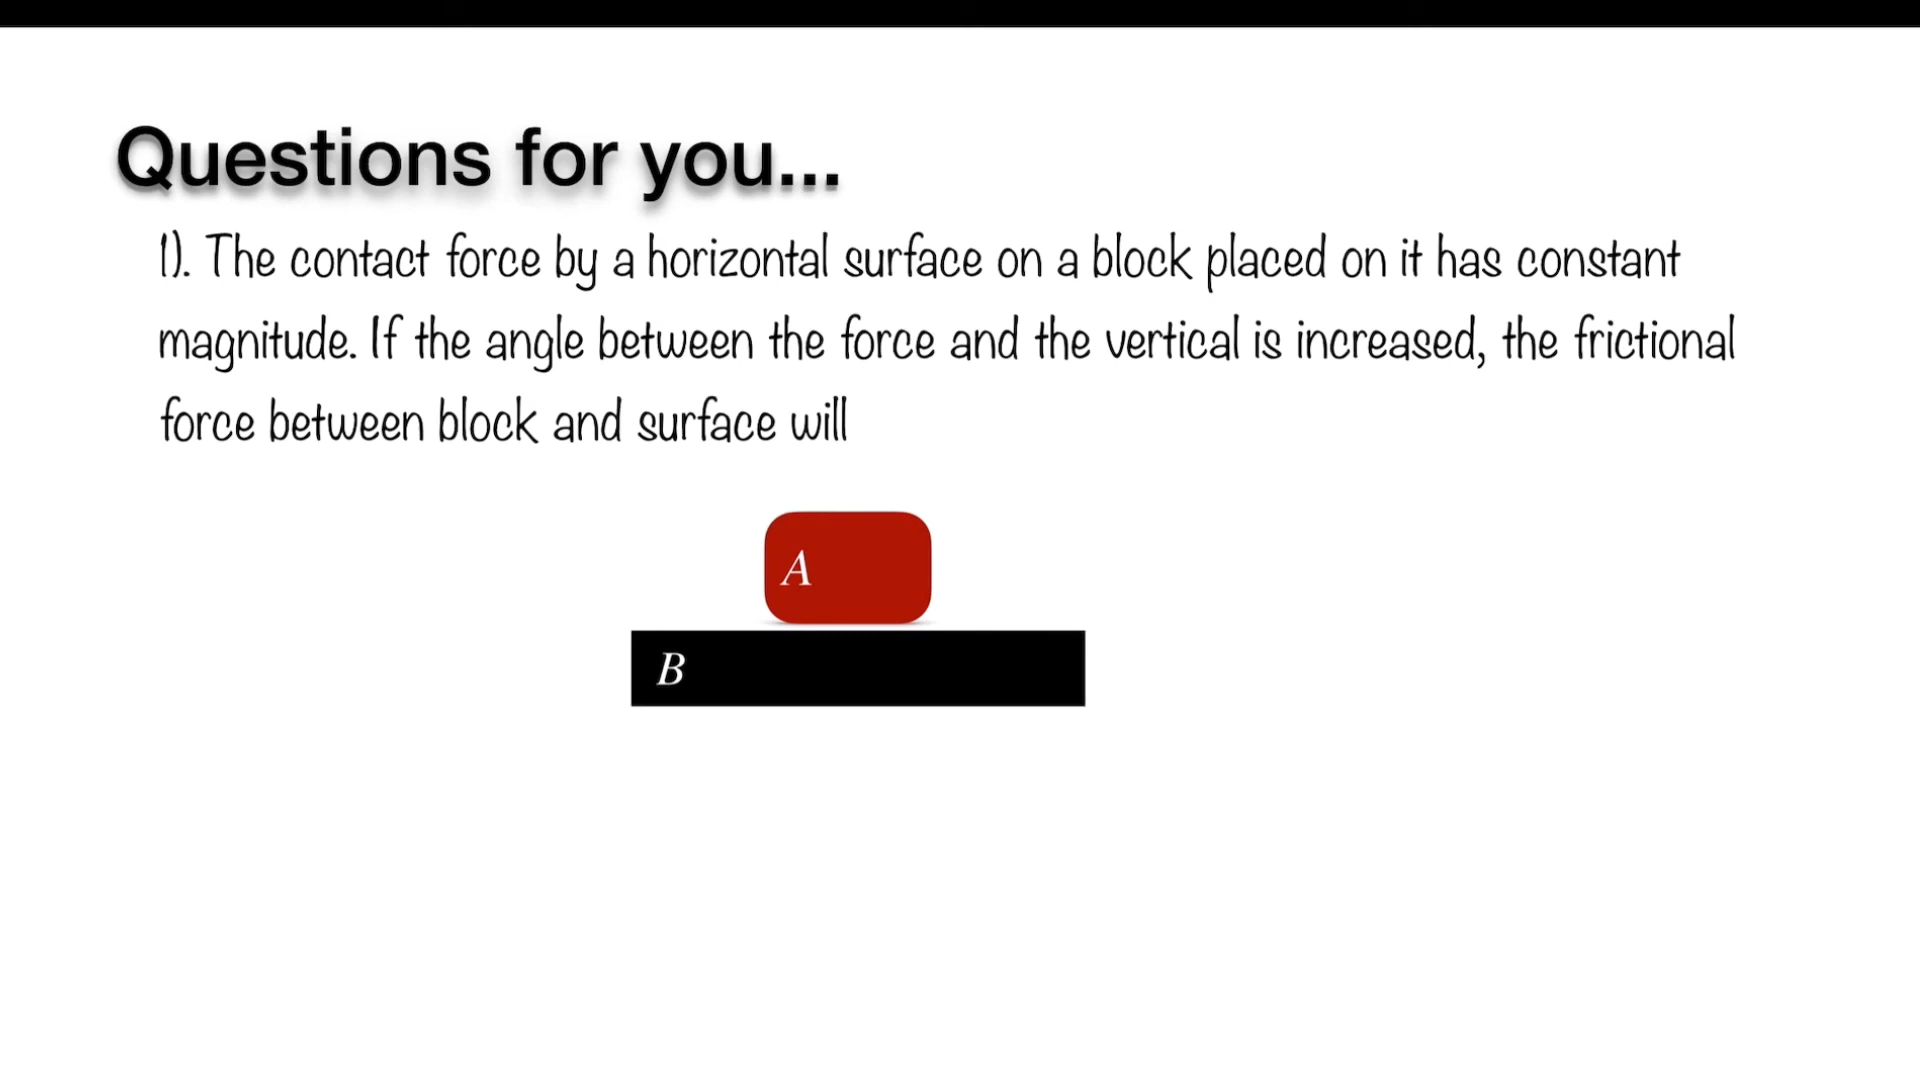 Questions for you...
1). The contact force by a horizontal surface on a block placed on it has constant
magnitude. If the angle between the force and the vertical is increased, the frictional
force between block and surface will
A
B